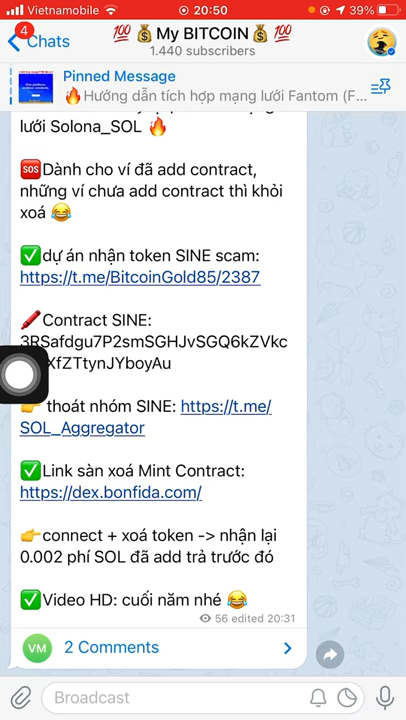 Vietnamobile 20:50 39%
4
Chats
💯 💰 My BITCOIN 💰 💯
1.440 subscribers
Pinned Message
🔥Hướng dẫn tích hợp mạng lưới Fantom (F...
lưới Solona_SOL 🔥
🆘Dành cho ví đã add contract,
những ví chưa add contract thì khỏi
xoá 😂
✅dự án nhận token SINE scam:
https://t.me/BitcoinGold85/2387
🖍Contract SINE:
3RSafdgu7P2smSGHJvSGQ6kZVkc
XfZTtynJYboyAu
👉 thoát nhóm SINE: https://t.me/
SOL_Aggregator
✅Link sàn xoá Mint Contract:
https://dex.bonfida.com/
👉connect + xoá token -> nhận lại
0.002 phí SOL đã add trả trước đó
✅Video HD: cuối năm nhé 😂
56 edited 20:31
VM 2 Comments
Broadcast